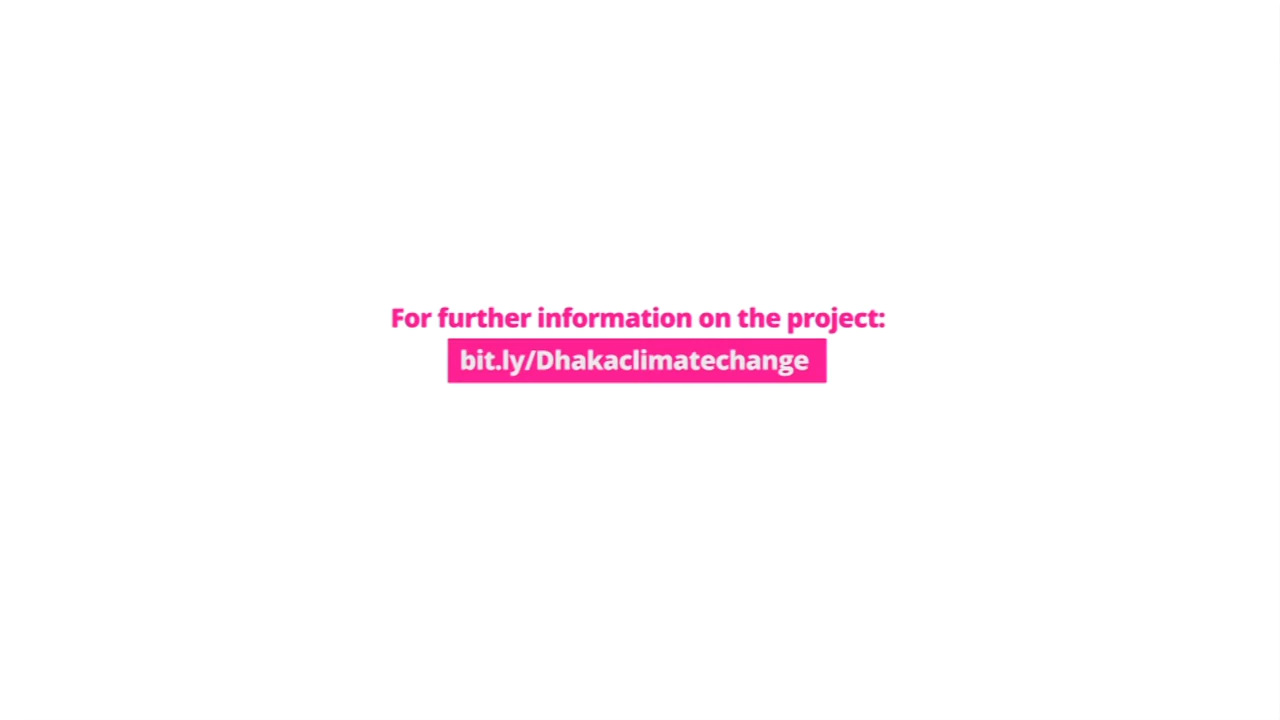 For further information on the project:
bit.ly/Dhakaclimatechange